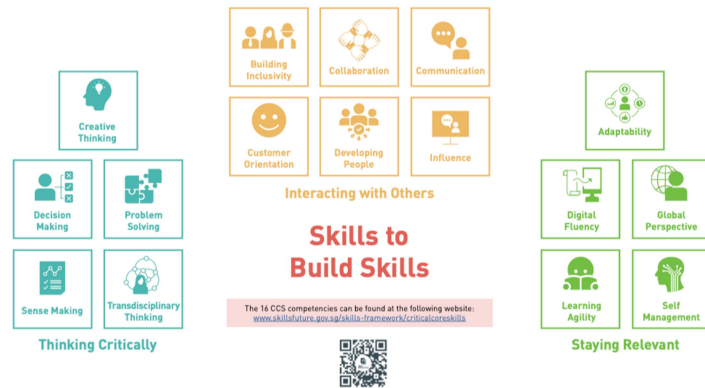 Creative
Thinking
Decision
Making
Problem
Solving
Sense Making
Transdisciplinary
Thinking
Thinking Critically
Building
Inclusivity
Collaboration
Communication
Customer
Orientation
Developing
People
Influence
Interacting with Others
Skills to
Build Skills
The 16 CCS competencies can be found at the following website:
www.skillsfuture.gov.sg/skills-framework/criticalcoreskills
Adaptability
Digital
Fluency
Global
Perspective
Learning
Agility
Self
Management
Staying Relevant